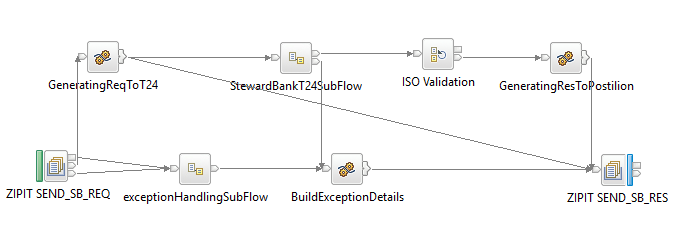 GeneratingReqToT24
StewardBankT24SubFlow
ISO Validation
GeneratingResToPostilion
ZIPIT SEND_SB_REQ
exceptionHandlingSubFlow
BuildExceptionDetails
ZIPIT SEND_SB_RES